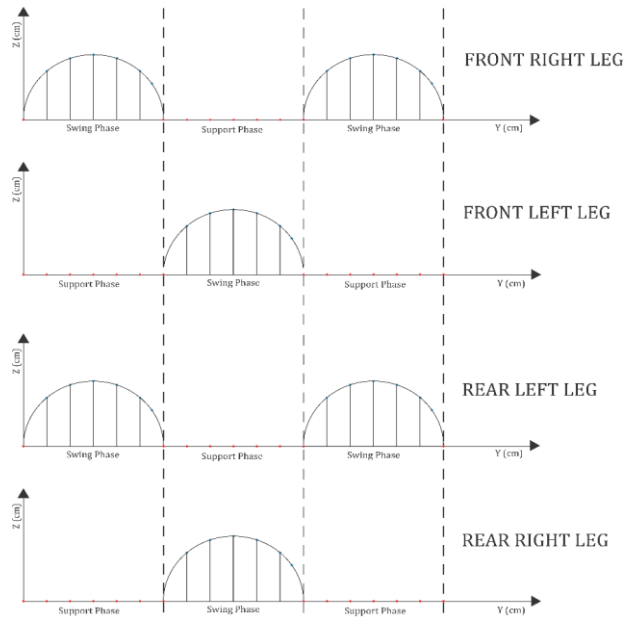 Z (cm)
FRONT RIGHT LEG
Swing Phase Support Phase Swing Phase Y (cm)
Z (cm)
FRONT LEFT LEG
Support Phase Swing Phase Support Phase Y (cm)
Z (cm)
REAR LEFT LEG
Swing Phase Support Phase Swing Phase Y (cm)
Z (cm)
REAR RIGHT LEG
Support Phase Swing Phase Support Phase Y (cm)